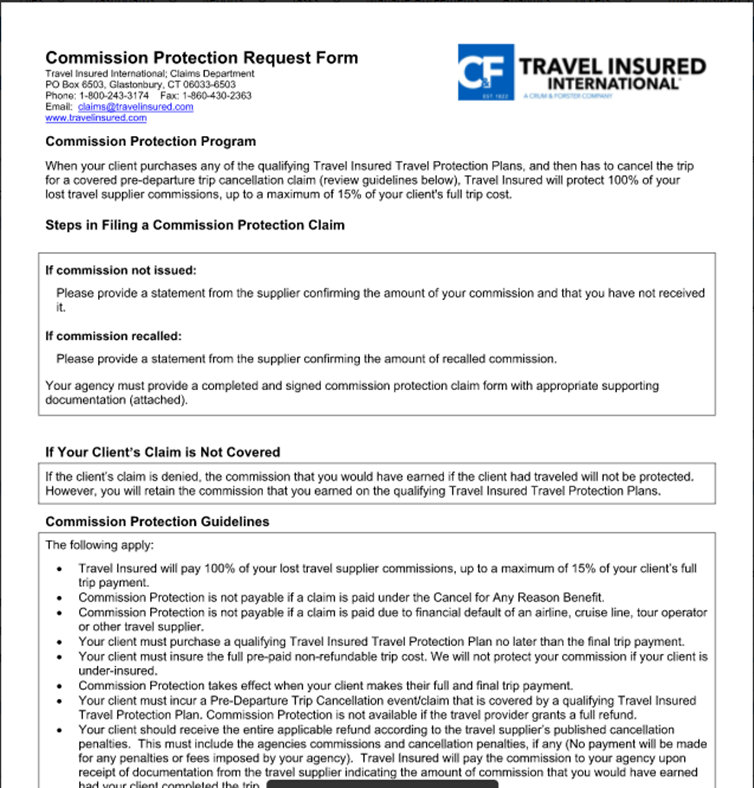 Commission Protection Request Form
Travel Insured International; Claims Department
PO Box 6503, Glastonbury, CT 06033-6503
Phone: 1-800-243-3174 Fax: 1-860-430-2363
Email: claims@travelinsured.com
www.travelinsured.com
C&F
EST. 1822
TRAVEL INSURED
INTERNATIONAL
A CRUM & FORSTER COMPANY
Commission Protection Program
When your client purchases any of the qualifying Travel Insured Travel Protection Plans, and then has to cancel the trip
for a covered pre-departure trip cancellation claim (review guidelines below), Travel Insured will protect 100% of your
lost travel supplier commissions, up to a maximum of 15% of your client's full trip cost.
Steps in Filing a Commission Protection Claim
If commission not issued:
Please provide a statement from the supplier confirming the amount of your commission and that you have not received
it.
If commission recalled:
Please provide a statement from the supplier confirming the amount of recalled commission.
Your agency must provide a completed and signed commission protection claim form with appropriate supporting
documentation (attached).
If Your Client's Claim is Not Covered
If the client's claim is denied, the commission that you would have earned if the client had traveled will not be protected.
However, you will retain the commission that you earned on the qualifying Travel Insured Travel Protection Plans.
Commission Protection Guidelines
The following apply:
• Travel Insured will pay 100% of your lost travel supplier commissions, up to a maximum of 15% of your client's full
trip payment.
• Commission Protection is not payable if a claim is paid under the Cancel for Any Reason Benefit.
• Commission Protection is not payable if a claim is paid due to financial default of an airline, cruise line, tour operator
or other travel supplier.
• Your client must purchase a qualifying Travel Insured Travel Protection Plan no later than the final trip payment.
• Your client must insure the full pre-paid non-refundable trip cost. We will not protect your commission if your client is
under-insured.
• Commission Protection takes effect when your client makes their full and final trip payment.
• Your client must incur a Pre-Departure Trip Cancellation event/claim that is covered by a qualifying Travel Insured
Travel Protection Plan. Commission Protection is not available if the travel provider grants a full refund.
• Your client should receive the entire applicable refund according to the travel supplier's published cancellation
penalties. This must include the agencies commissions and cancellation penalties, if any (No payment will be made
for any penalties or fees imposed by your agency). Travel Insured will pay the commission to your agency upon
receipt of documentation from the travel supplier indicating the amount of commission that you would have earned
had your client completed the trip.